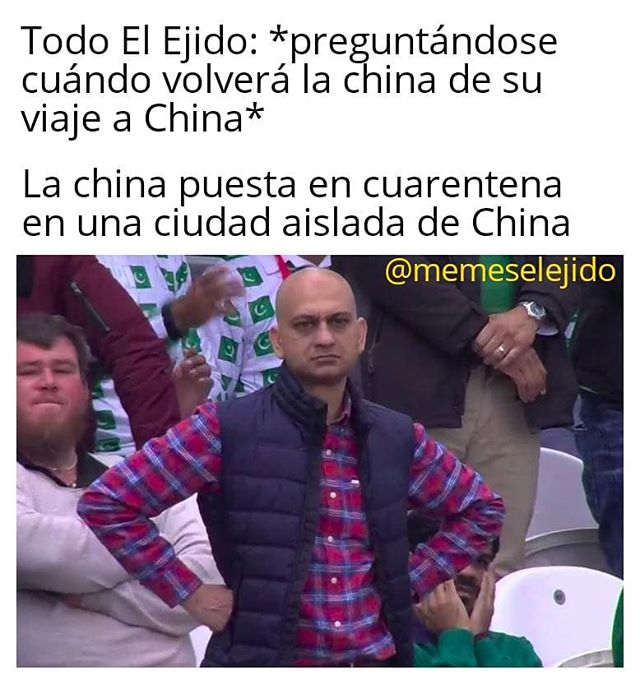 Todo El Ejido: *preguntándose
cuándo volverá la china de su
viaje a China*
La china puesta en cuarentena
en una ciudad aislada de China
@memeselejido